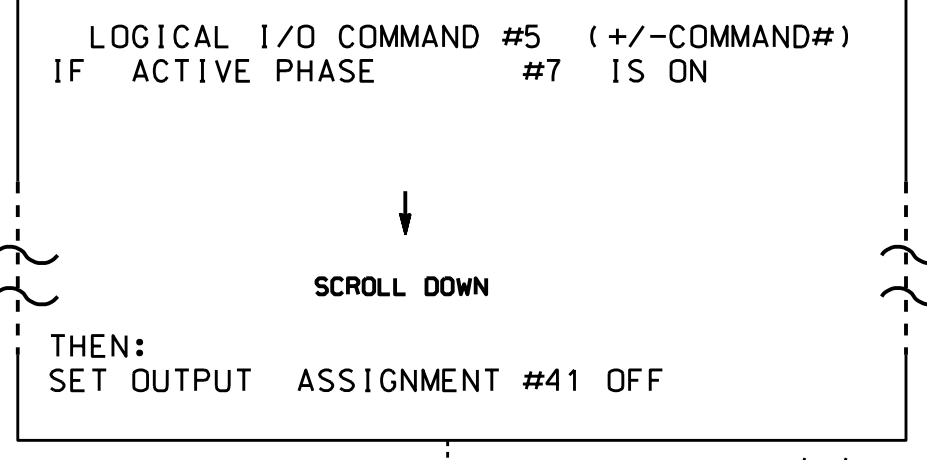 LOGICAL I/O COMMAND #5 (+/-COMMAND#)
IF ACTIVE PHASE #7 IS ON
SCROLL DOWN
THEN:
SET OUTPUT ASSIGNMENT #41 OFF